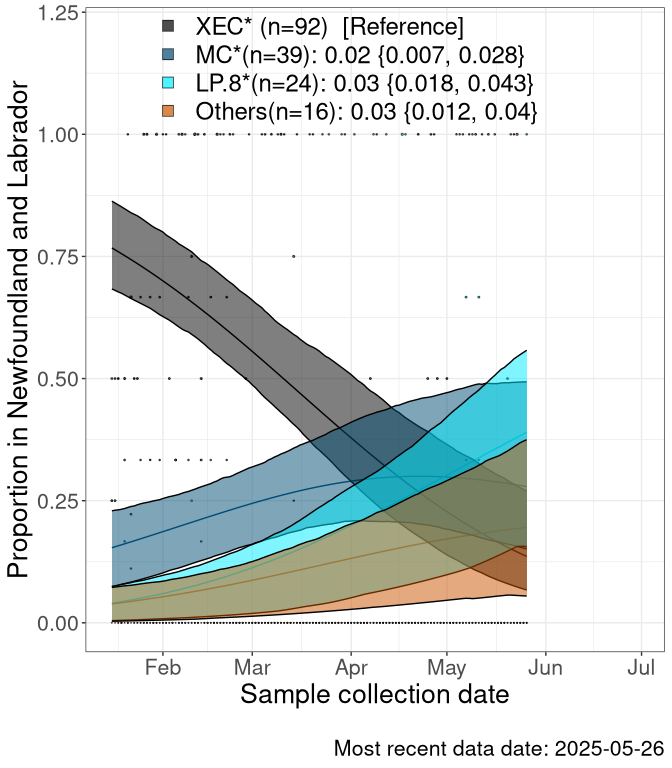 XEC* (n=92)  [Reference]
MC*(n=39): 0.02 {0.007, 0.028}
LP.8*(n=24): 0.03 {0.018, 0.043}
Others(n=16): 0.03 {0.012, 0.04}
Proportion in Newfoundland and Labrador
1.25
1.00
0.75
0.50
0.25
0.00
Feb Mar Apr May Jun Jul
Sample collection date
Most recent data date: 2025-05-26